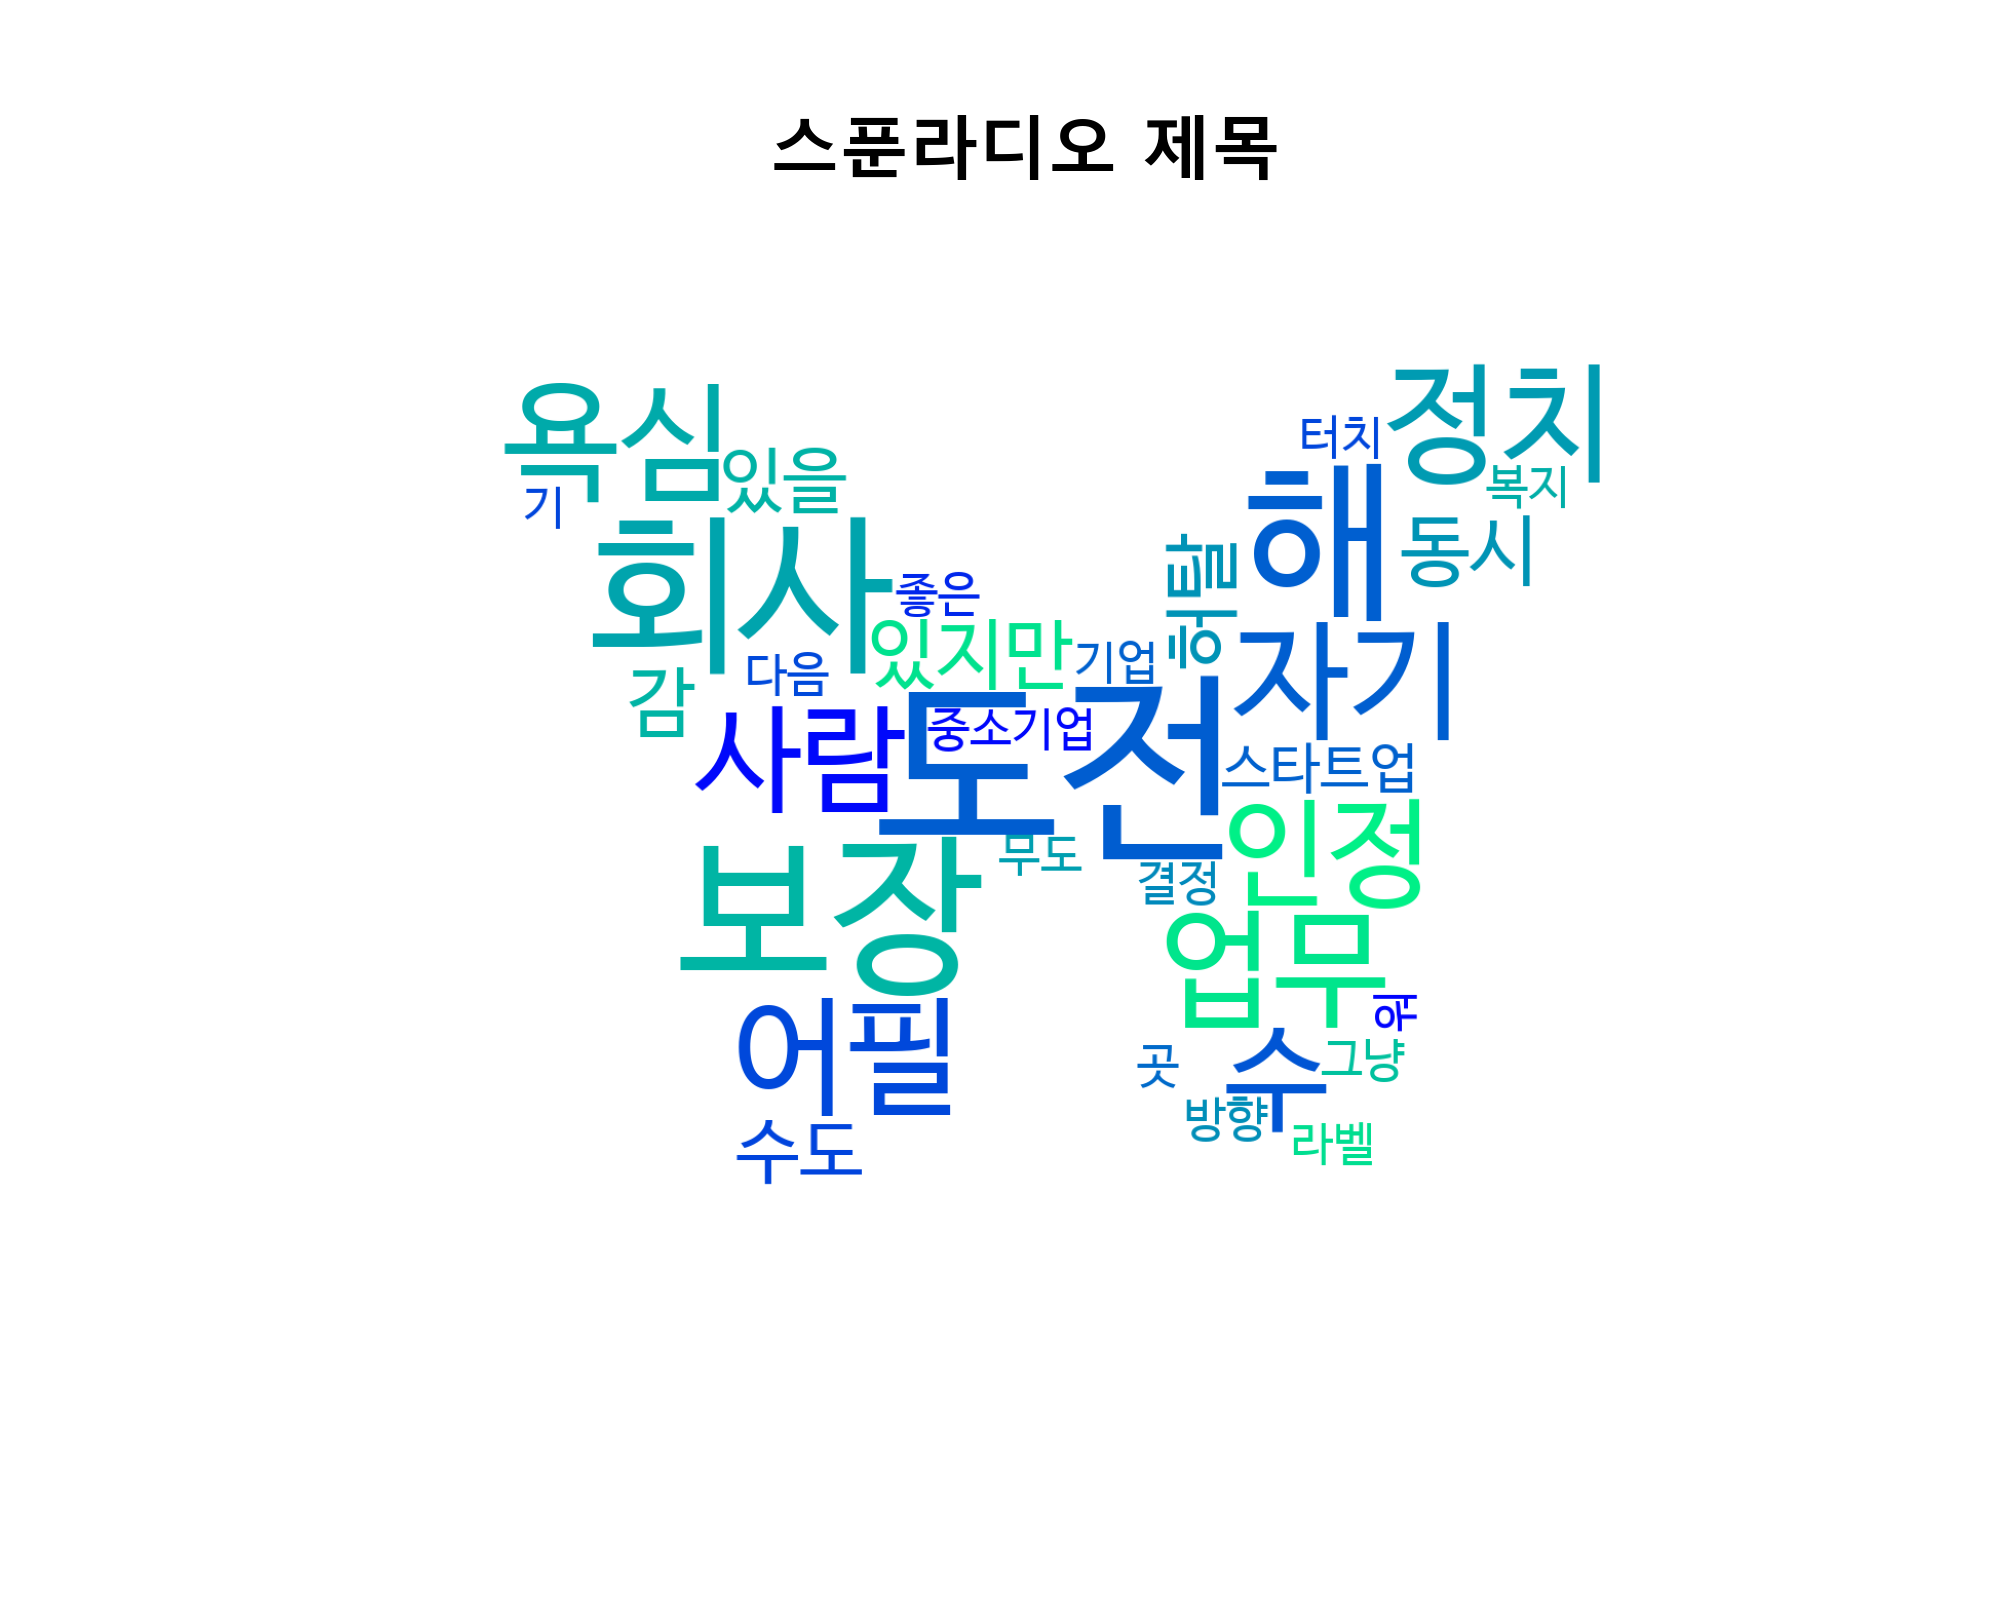 스푼라디오 제목
욕심
정치
터치
있을
복지
기
해
동시
회사
허탈
좋은
있지만
기업
자기
다음
감
사람
도전
중소기업
스타트업
인정
보장
무도
결정
업무
어필
수
그냥
곳
방향
수도
라벨